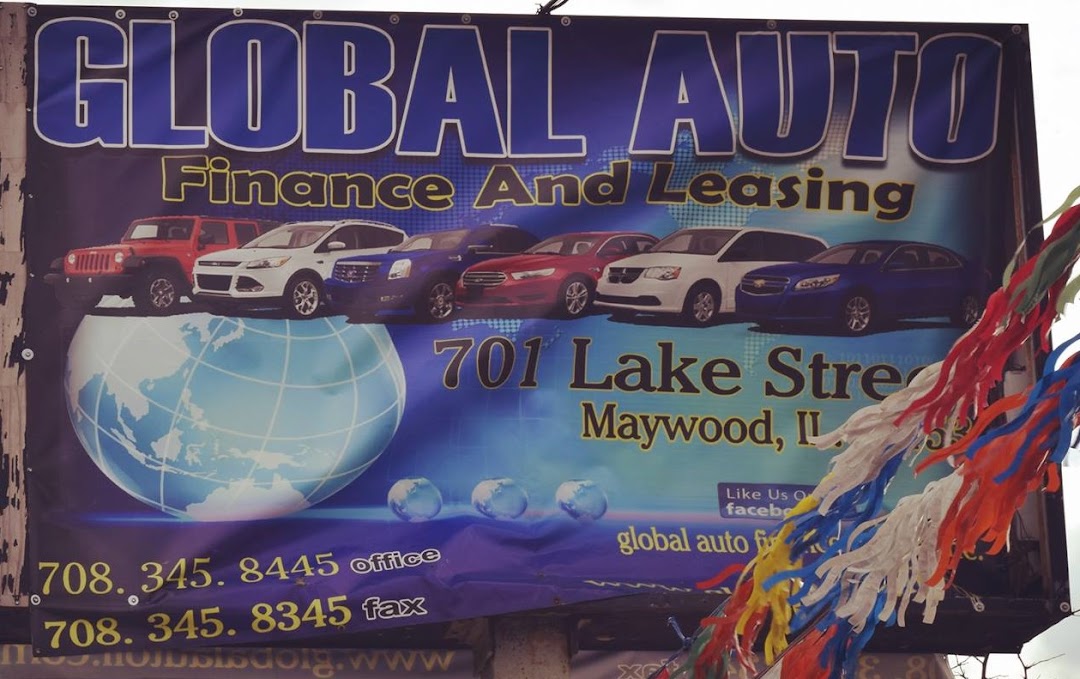 GLOBAL AUTO
Finance And Leasing
701 Lake
Maywood, IL
Like Us
global auto
708. 345. 8445 office
708. 345. 8345 fax